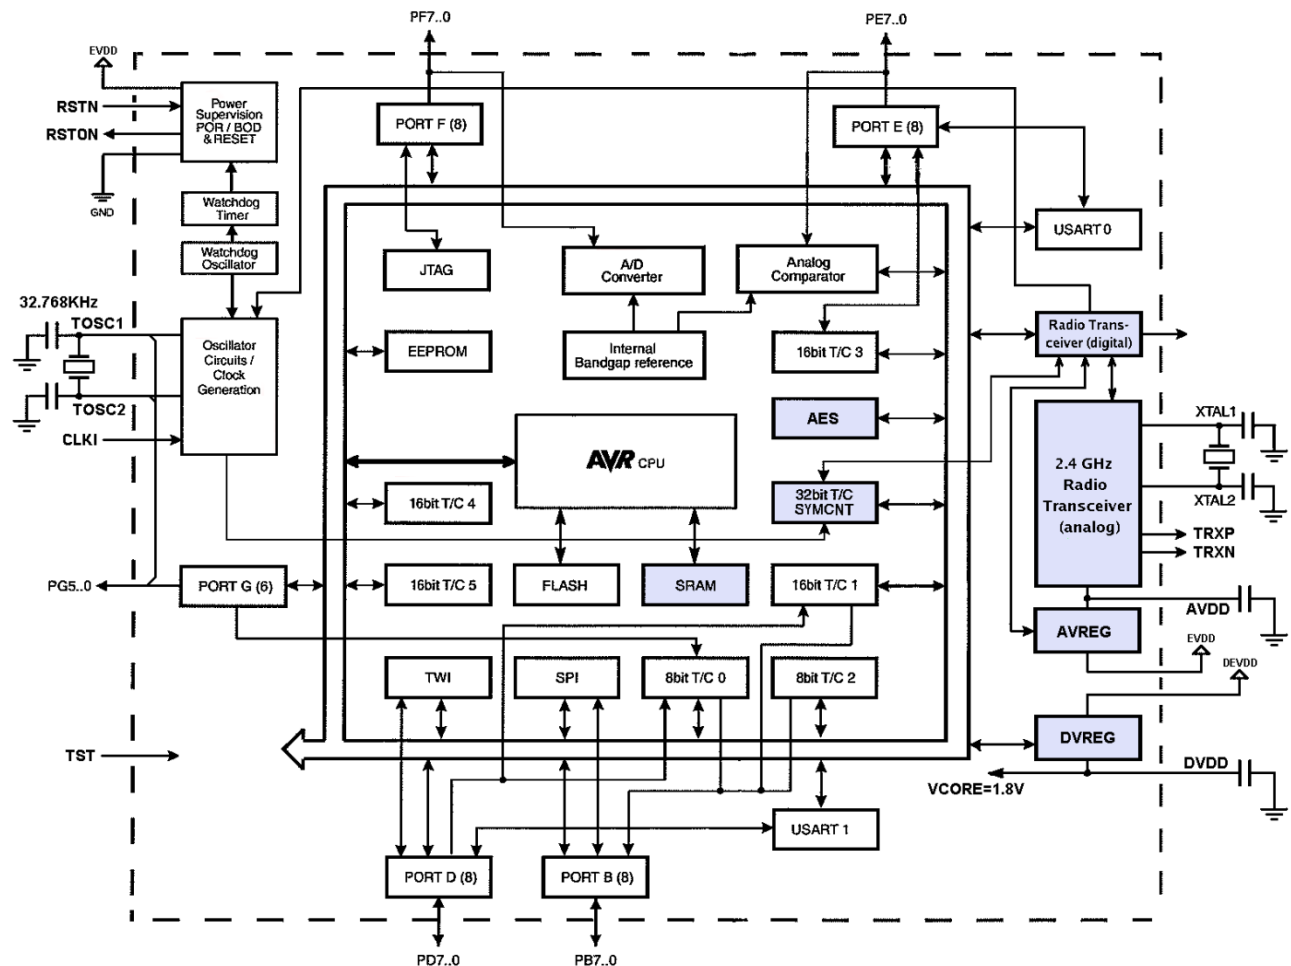 PF7..0
PE7..0
EVDD
RSTN
RSTON
GND
Power
Supervision
POR / BOD
& RESET
PORT F (8)
PORT E (8)
Watchdog
Timer
Watchdog
Oscillator
USART 0
JTAG
A/D
Converter
Analog
Comparator
32.768KHz
TOSC1
TOSC2
CLKI
Oscillator
Circuits /
Clock
Generation
EEPROM
Internal
Bandgap reference
16bit T/C 3
Radio Trans-
ceiver (digital)
AES
AVR CPU
XTAL1
XTAL2
2.4 GHz
Radio
Transceiver
(analog)
TRXP
TRXN
16bit T/C 4
32bit T/C
SYMCNT
PG5..0
PORT G (6)
16bit T/C 5
FLASH
SRAM
16bit T/C 1
AVDD
AVREG
EVDD
DEVDD
TWI
SPI
8bit T/C 0
8bit T/C 2
TST
DVREG
DVDD
VCORE=1.8V
USART 1
PORT D (8)
PORT B (8)
PD7..0
PB7..0